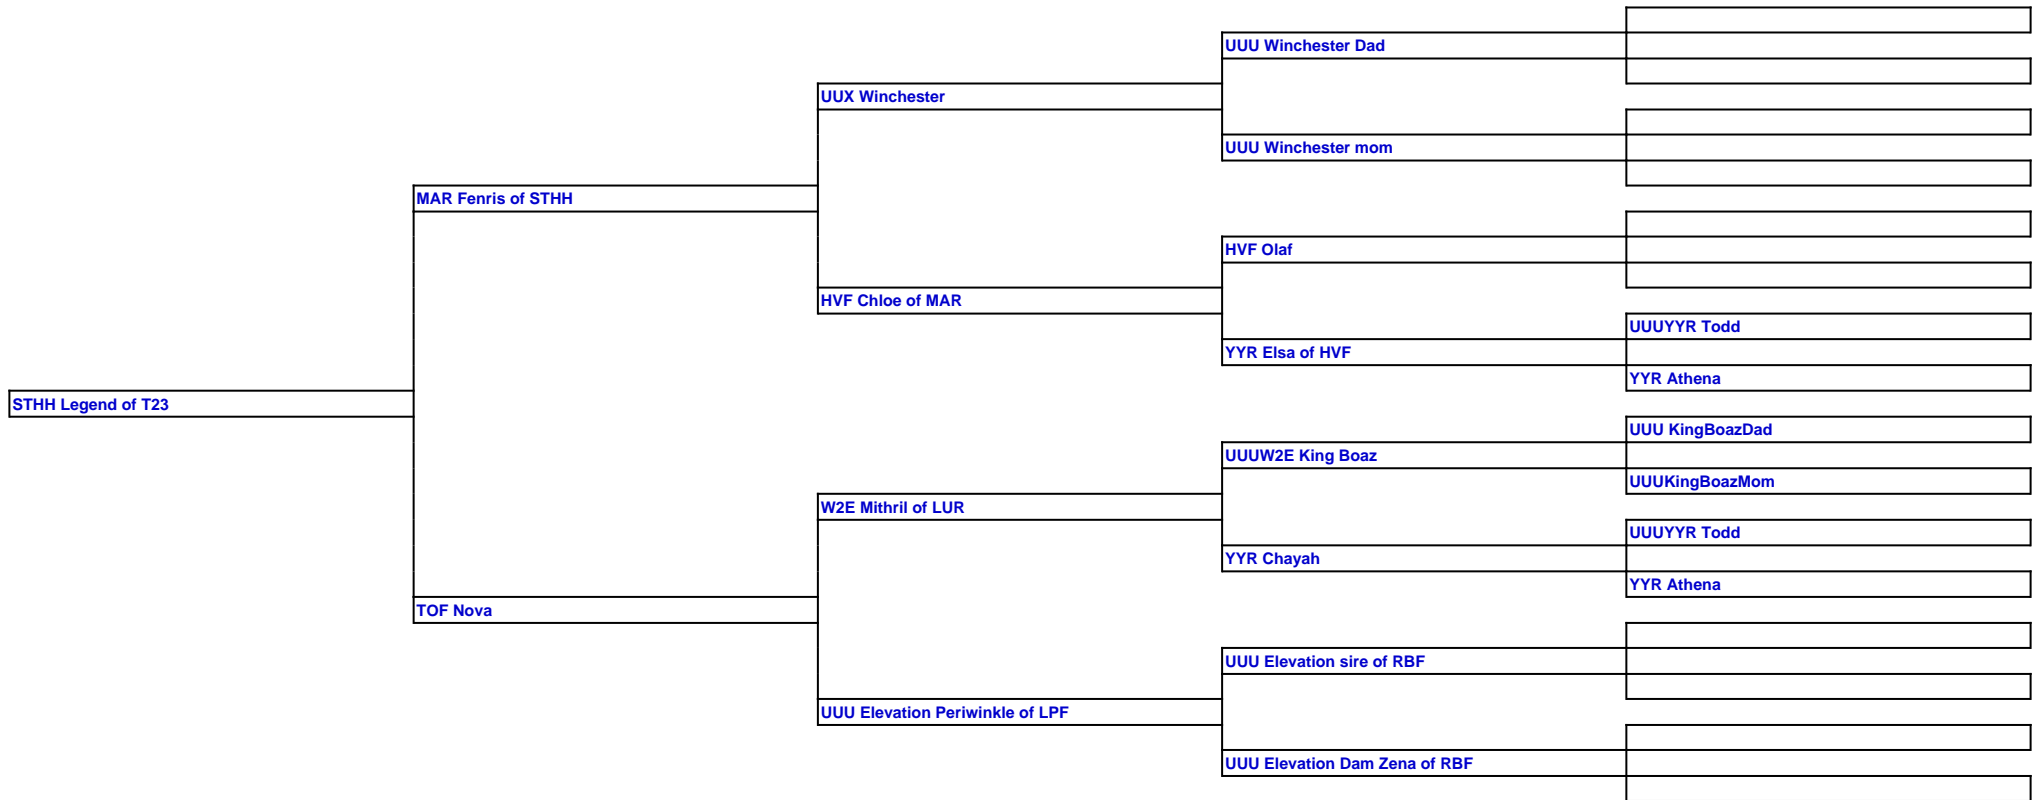 UUU Winchester Dad
UUX Winchester
UUU Winchester mom
MAR Fenris of STHH
HVF Olaf
HVF Chloe of MAR
UUUYYR Todd
YYR Elsa of HVF
YYR Athena
STHH Legend of T23
UUU KingBoazDad
UUUW2E King Boaz
UUUKingBoazMom
W2E Mithril of LUR
UUUYYR Todd
YYR Chayah
YYR Athena
TOF Nova
UUU Elevation sire of RBF
UUU Elevation Periwinkle of LPF
UUU Elevation Dam Zena of RBF